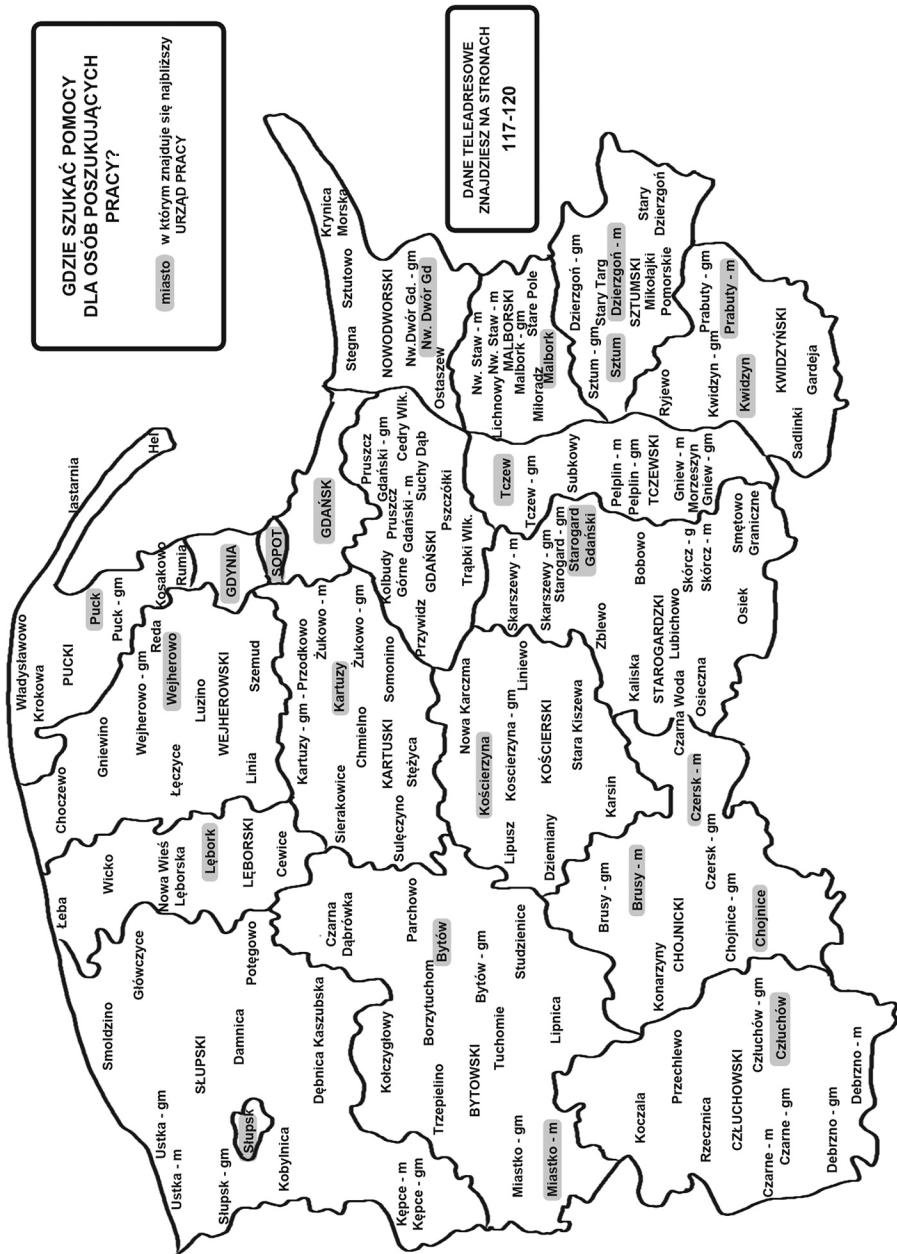 GDZIE SZUKAĆ POMOCY
DLA OSÓB POSZUKUJĄCYCH
PRACY?
miasto w którym znajduje się najbliższy
URZĄD PRACY
DANE TELEADRESOWE
ZNAJDZIESZ NA STRONACH
117-120
Władysławowo
Krokowa
PUCKI
Puck
Puck - gm
Jastarnia
Hel
Kosakowo
Rumia
Reda
GDYNIA
SOPOT
GDAŃSK
Choczewo
Gniewino
Wejherowo - gm
Wejherowo
Łęczyce
Luzino
WEJHEROWSKI
Linia
Szemud
Łeba
Wicko
Nowa Wieś
Lęborska
Lębork
LĘBORSKI
Cewice
Smoldzino
Główczyce
Ustka - gm
Ustka - m
SŁUPSKI
Damnica
Potęgowo
Słupsk - gm
Słupsk
Kobylnica
Dębnica Kaszubska
Kępce - m
Kępce - gm
Kartuzy - gm - Przodkowo
Żukowo - m
Kartuzy
Żukowo - gm
Sierakowice
Chmielno
KARTUSKI
Somonino
Sulęczyno
Stężyca
Pruszcz
Gdański - gm
Kolbudy
Pruszcz
Górne
Gdański - m
Cedry Wlk.
Suchy Dąb
GDAŃSKI
Pszczółki
Przywidz
Trąbki Wlk.
Krynica
Morska
Sztutowo
Stegna
NOWODWORSKI
Nw.Dwór Gd. - gm
Nw. Dwór Gd
Ostaszew
Nw. Staw - m
Lichnowy
Nw. Staw - m
MALBORSKI
Malbork - gm
Stare Pole
Miłoradz
Malbork
Dzierzgoń - gm
Stary Targ
Sztum - gm
Dzierzgoń - m
Sztum
SZTUMSKI
Mikołajki
Pomorskie
Stary
Dzierzgoń
Ryjewo
Prabuty - gm
Prabuty - m
Kwidzyn - gm
Kwidzyn
KWIDZYŃSKI
Sadlinki
Gardeja
Tczew
Tczew - gm
Subkowy
Pelplin - m
Pelplin - gm
TCZEWSKI
Gniew - m
Morzeszyn
Gniew - gm
Skarszewy - m
Skarszewy - gm
Starogard - gm
Starogard
Gdański
Zblewo
Bobowo
Kaliska
STAROGARDZKI
Lubichowo
Skórcz - g
Skórcz - m
Czarna Woda
Osieczna
Osiek
Smętowo
Graniczne
Nowa Karczma
Kościerzyna
Koscierzyna - gm
Liniewo
Lipusz
KOŚCIERSKI
Stara Kiszewa
Dziemiany
Karsin
Czarna
Dąbrówka
Parchowo
Kołczygłowy
Borzytuchom
Bytów
Trzepielino
Bytów - gm
BYTOWSKI
Studzienice
Tuchomie
Lipnica
Miastko - gm
Miastko - m
Brusy - gm
Brusy - m
Czersk - m
Czersk - gm
Konarzyny
CHOJNICKI
Chojnice - gm
Chojnice
Koczala
Przechlewo
Rzecznica
CZŁUCHOWSKI
Człuchów - gm
Człuchów
Czarne - m
Czarne - gm
Debrzno - gm
Debrzno - m